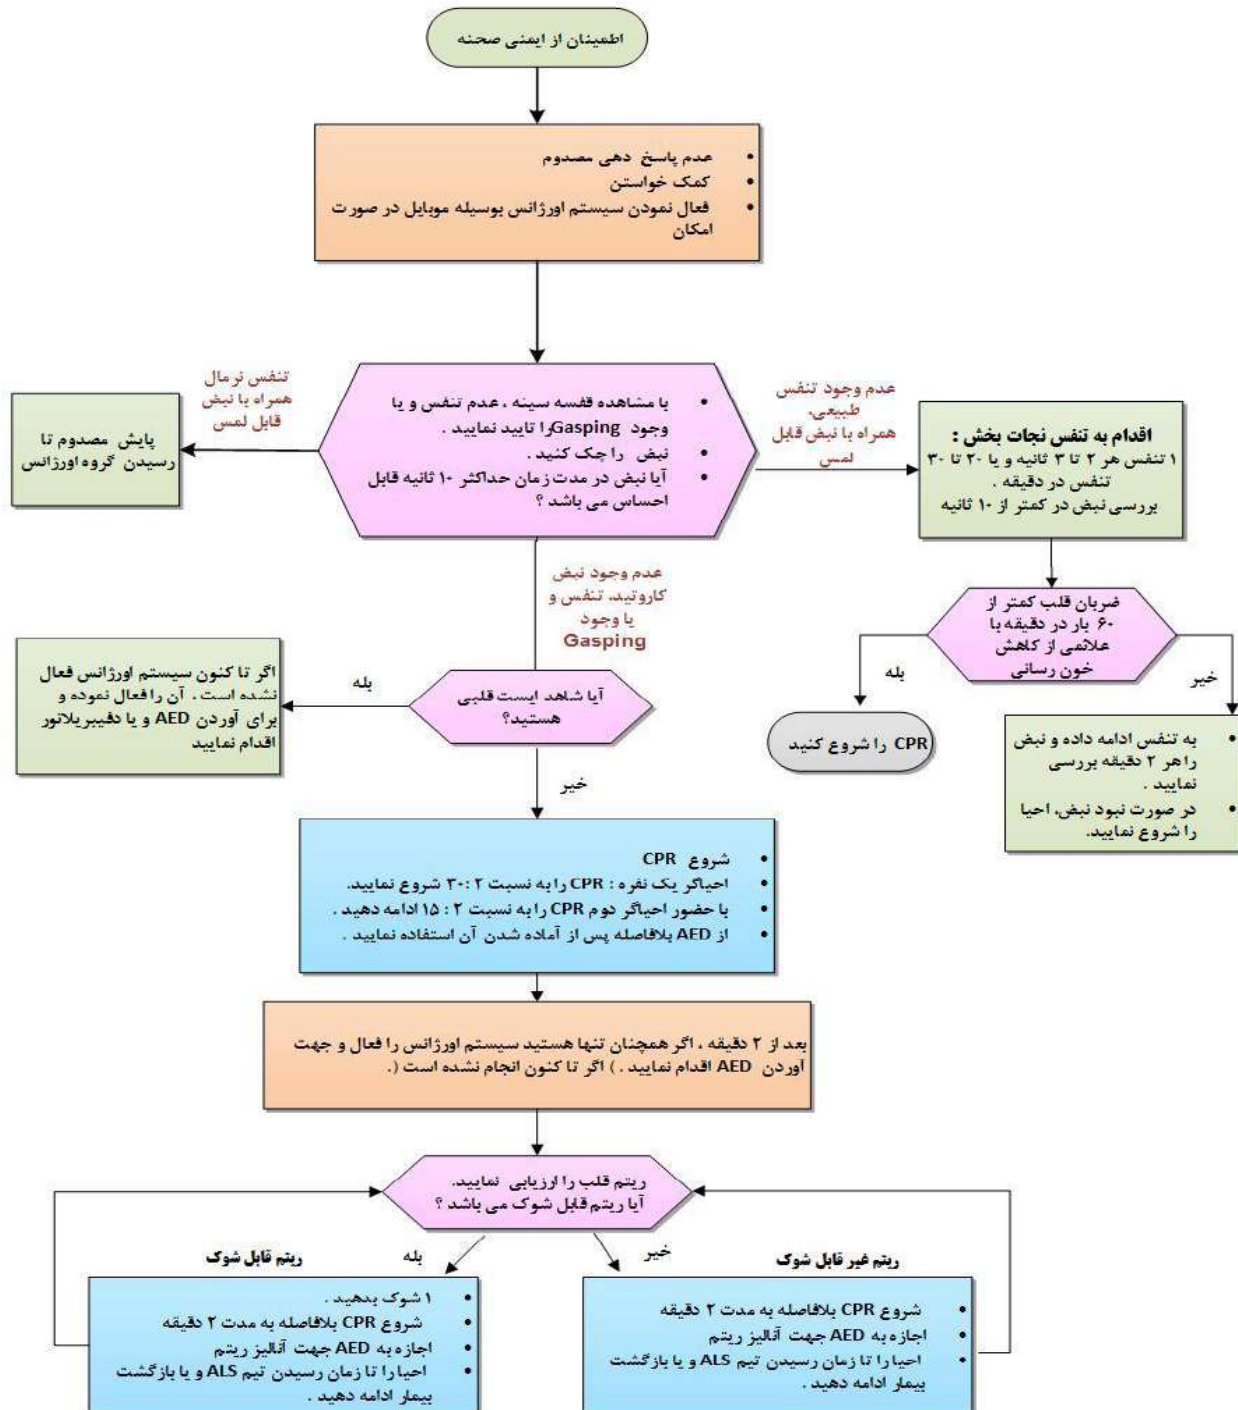 اطمینان از ایمنی صحنه
• عدم پاسخ دهی مصدوم
• کمک خواستن
• فعال نمودن سیستم اورژانس بوسیله موبایل در صورت
امکان
تنفس نرمال
همراه با نبض
قابل لمس
پایش مصدوم تا
رسیدن گروه اورژانس
• با مشاهده قفسه سینه ، عدم تنفس و یا
وجود Gasping را تایید نمایید .
• نبض را چک کنید .
• آیا نبض در مدت زمان حداکثر ۱۰ ثانیه قابل
احساس می باشد ؟
عدم وجود تنفس
طبیعی،
همراه با نبض قابل
لمس
اقدام به تنفس نجات بخش :
۱ تنفس هر ۲ تا ۳ ثانیه و یا ۲۰ تا ۳۰
تنفس در دقیقه .
بررسی نبض در کمتر از ۱۰ ثانیه
ضربان قلب کمتر از
۶۰ بار در دقیقه با
علائمی از کاهش
خون رسانی
بله
خیر
CPR را شروع کنید
• به تنفس ادامه داده و نبض
را هر ۲ دقیقه بررسی
نمایید .
• در صورت نبود نبض، احیا
را شروع نمایید.
عدم وجود نبض
کاروتید، تنفس و
یا وجود
Gasping
آیا شاهد ایست قلبی
هستید؟
بله
اگر تا کنون سیستم اورژانس فعال
نشده است ، آن را فعال نموده و
برای آوردن AED و یا دفیبریلاتور
اقدام نمایید
خیر
• شروع CPR
• احیاگر یک نفره : CPR را به نسبت ۲ : ۳۰ شروع نمایید.
• با حضور احیاگر دوم CPR را به نسبت ۲ : ۱۵ ادامه دهید .
• از AED بلافاصله پس از آماده شدن آن استفاده نمایید .
بعد از ۲ دقیقه ، اگر همچنان تنها هستید سیستم اورژانس را فعال و جهت
آوردن AED اقدام نمایید . ) اگر تا کنون انجام نشده است (.
ریتم قلب را ارزیابی نمایید.
آیا ریتم قابل شوک می باشد ؟
بله
خیر
ریتم قابل شوک
• ۱ شوک بدهید .
• شروع CPR بلافاصله به مدت ۲ دقیقه
• اجازه به AED جهت آنالیز ریتم
• احیا را تا زمان رسیدن تیم ALS و یا بازگشت
بیمار ادامه دهید .
ریتم غیر قابل شوک
• شروع CPR بلافاصله به مدت ۲ دقیقه
• اجازه به AED جهت آنالیز ریتم
• احیا را تا زمان رسیدن تیم ALS و یا بازگشت
بیمار ادامه دهید .